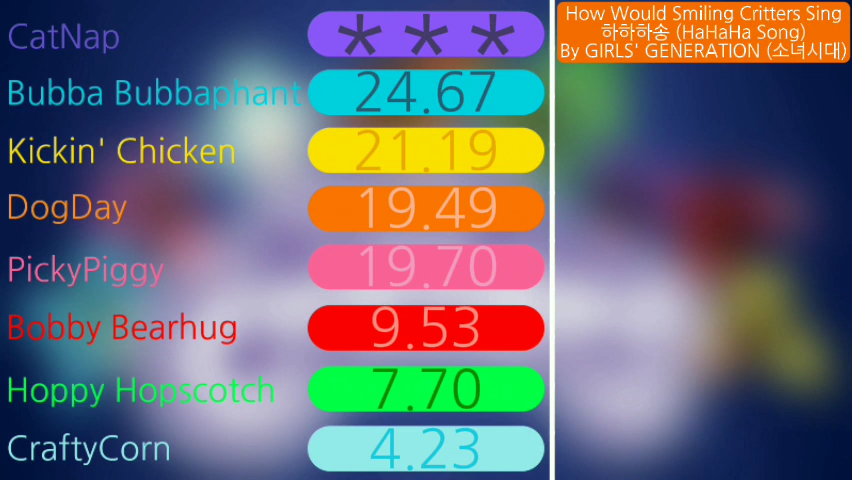 CatNap ***
Bubba Bubbaphant 24.67
Kickin' Chicken 21.19
DogDay 19.49
PickyPiggy 19.70
Bobby Bearhug 9.53
Hoppy Hopscotch 7.70
CraftyCorn 4.23
How Would Smiling Critters Sing
하하하송 (HaHaHa Song)
By GIRLS' GENERATION (소녀시대)